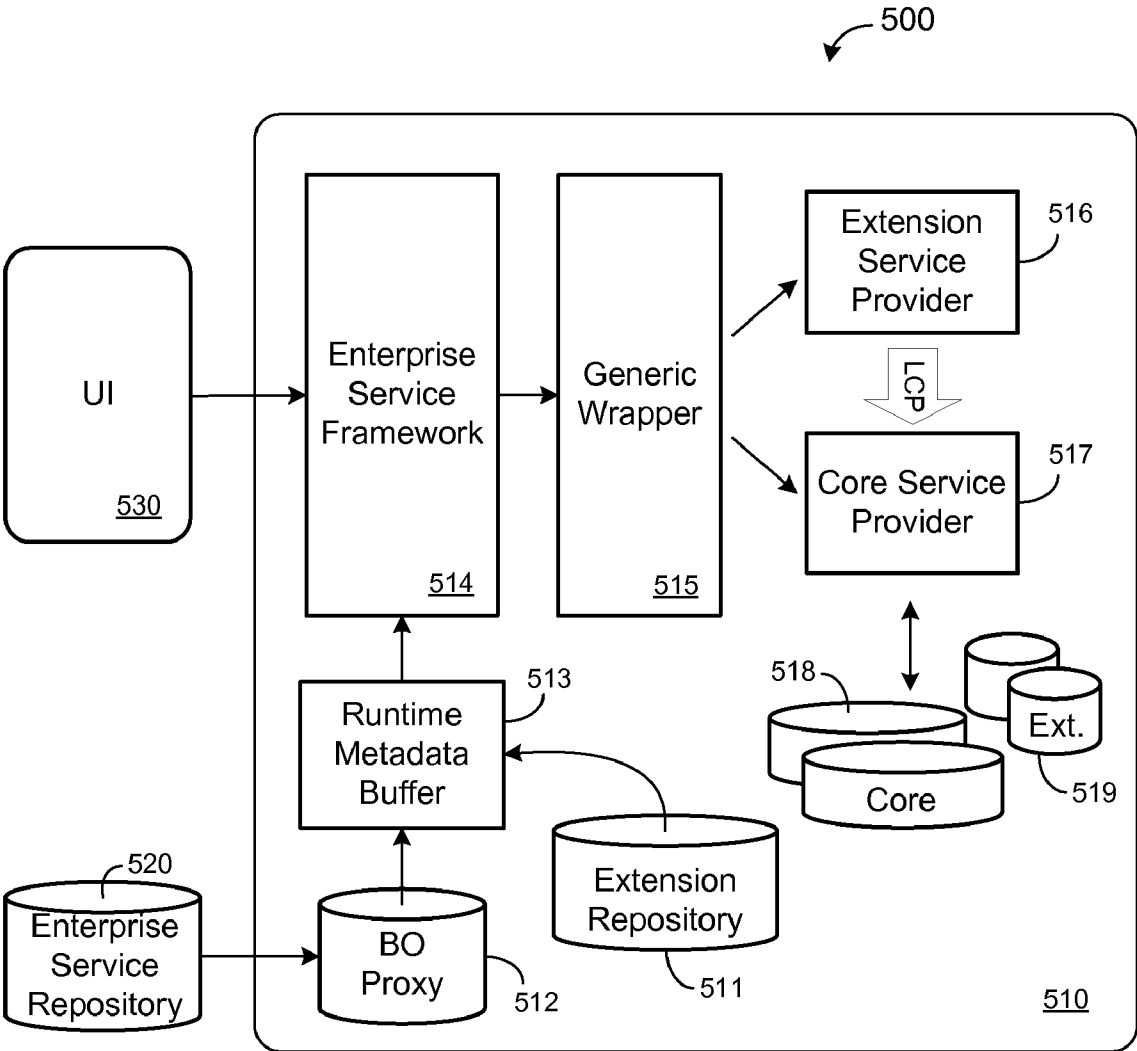 500
Extension
Service
Provider
516
UI
530
Enterprise
Service
Framework
514
Generic
Wrapper
515
LCP
Core Service
Provider
517
Runtime
Metadata
Buffer
513
518
Core
Ext.
519
520
Enterprise
Service
Repository
BO
Proxy
512
Extension
Repository
511
510